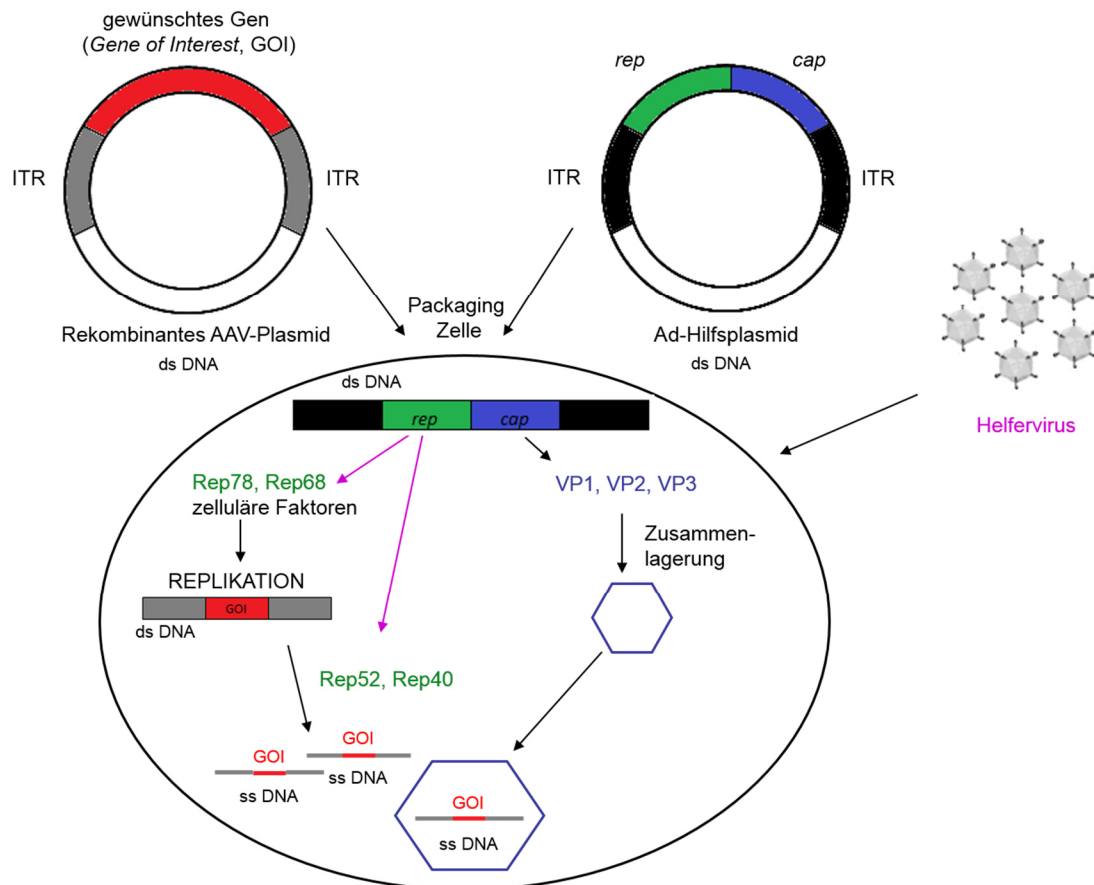 gewünschtes Gen
(Gene of Interest, GOI)
ITR
ITR
Rekombinantes AAV-Plasmid
ds DNA
rep
cap
ITR
ITR
Ad-Hilfsplasmid
ds DNA
Packaging
Zelle
Helfervirus
ds DNA
rep
cap
Rep78, Rep68
zelluläre Faktoren
REPLIKATION
GOI
ds DNA
VP1, VP2, VP3
Zusammen-
lagerung
Rep52, Rep40
GOI
ss DNA
GOI
ss DNA
GOI
ss DNA